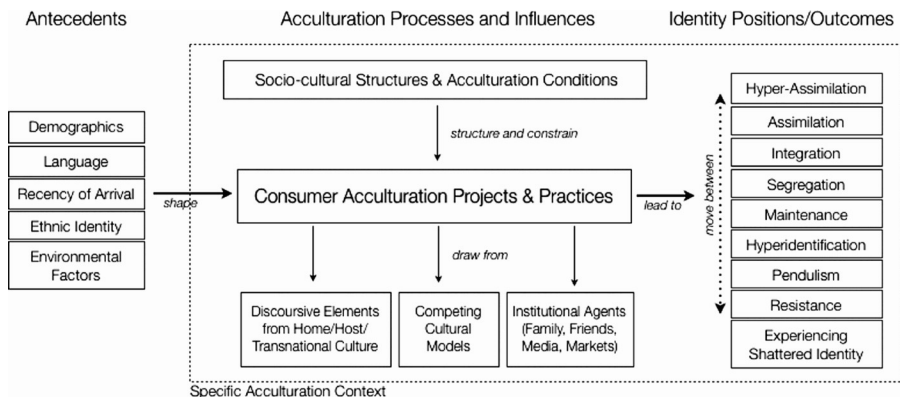 Antecedents
Acculturation Processes and Influences
Identity Positions/Outcomes
Demographics
Language
Recency of Arrival
Ethnic Identity
Environmental
Factors
shape
Socio-cultural Structures & Acculturation Conditions
structure and constrain
Consumer Acculturation Projects & Practices
draw from
Discoursive Elements
from Home/Host/
Transnational Culture
Competing
Cultural
Models
Institutional Agents
(Family, Friends,
Media, Markets)
lead to
move between
Hyper-Assimilation
Assimilation
Integration
Segregation
Maintenance
Hyperidentification
Pendulism
Resistance
Experiencing
Shattered Identity
Specific Acculturation Context